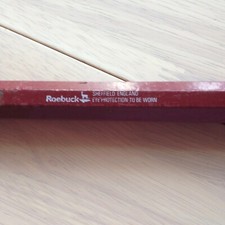 Roebuck SHEFFIELD ENGLAND
EYE PROTECTION TO BE WORN